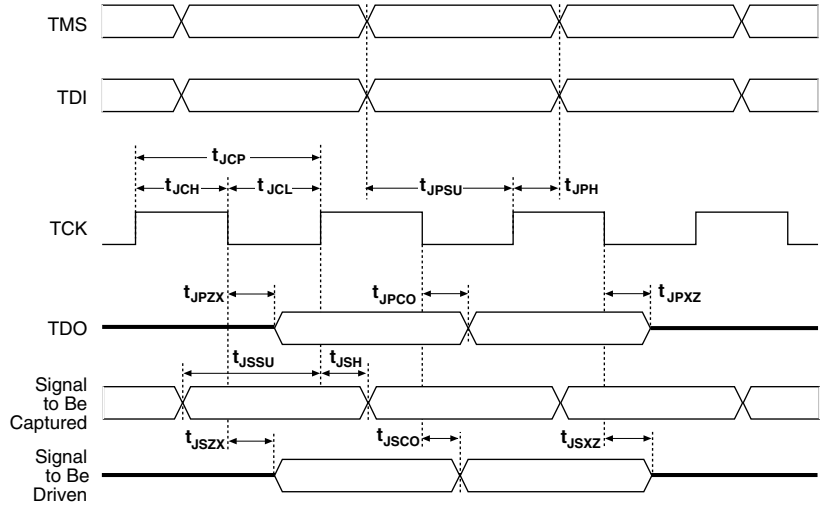 TMS
TDI
tJCP
tJCH
tJCL
tJPSU
tJPH
TCK
tJPZX
tJPCO
tJPXZ
TDO
tJSSU
tJSH
Signal
to Be
Captured
tJSZX
tJSCO
tJSXZ
Signal
to Be
Driven